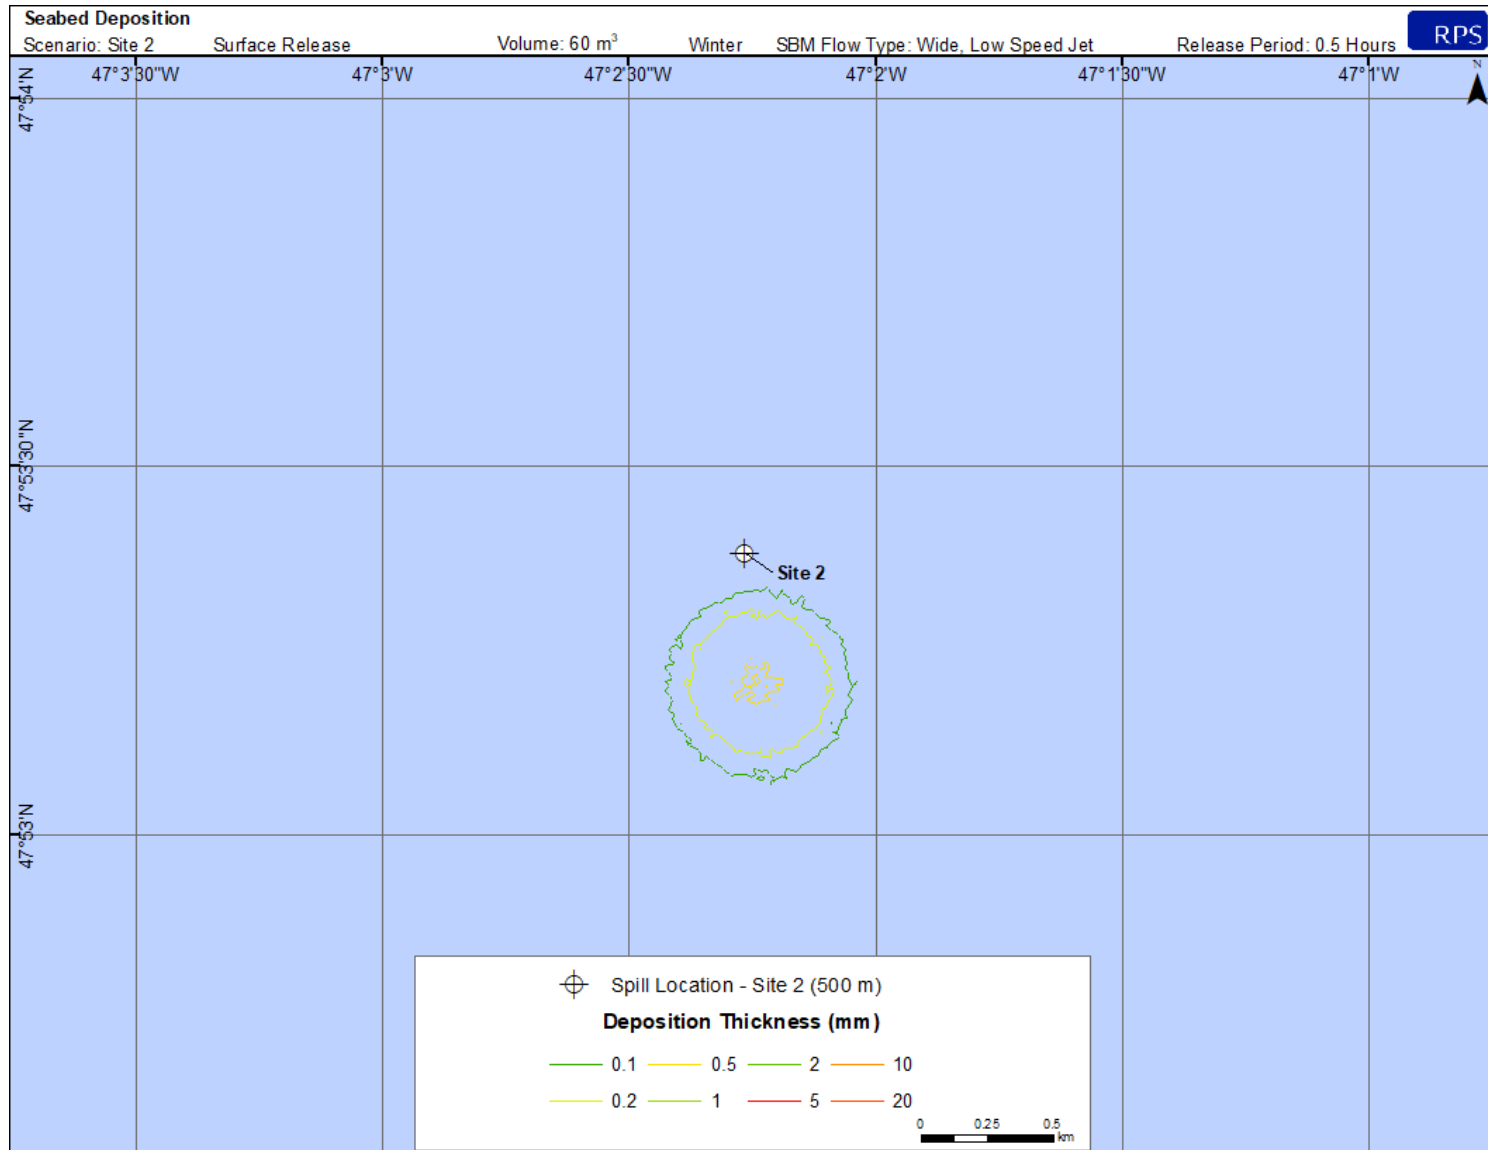 Seabed Deposition
Scenario: Site 2 Surface Release Volume: 60 m³ Winter SBM Flow Type: Wide, Low Speed Jet Release Period: 0.5 Hours RPS
47°3'30"W 47°3'W 47°2'30"W 47°2'W 47°1'30"W 47°1'W
N
47°54'N
47°53'30"N
Site 2
47°53'N
Spill Location - Site 2 (500 m)
Deposition Thickness (mm)
0.1 0.5 2 10
0.2 1 5 20
0 0.25 0.5
km